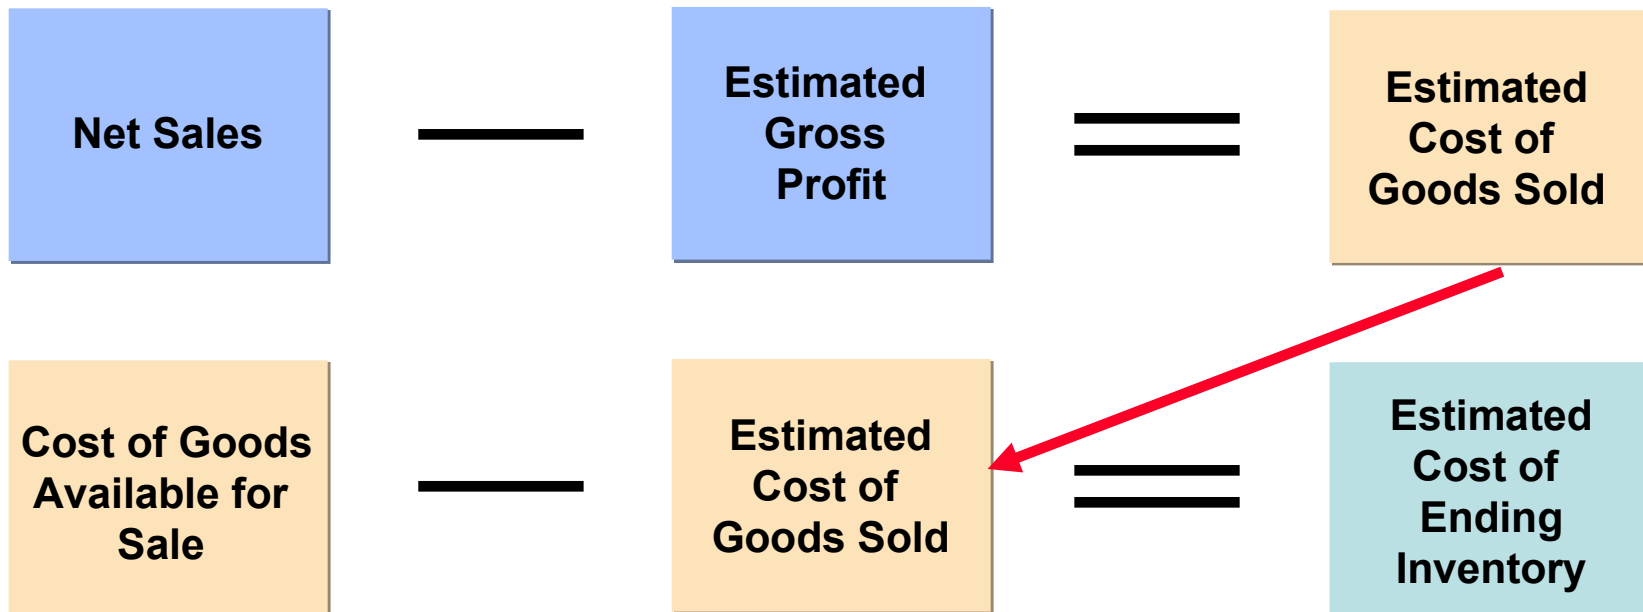 Net Sales
Estimated
Gross
Profit
Estimated
Cost of
Goods Sold
Cost of Goods
Available for
Sale
Estimated
Cost of
Goods Sold
Estimated
Cost of
Ending
Inventory